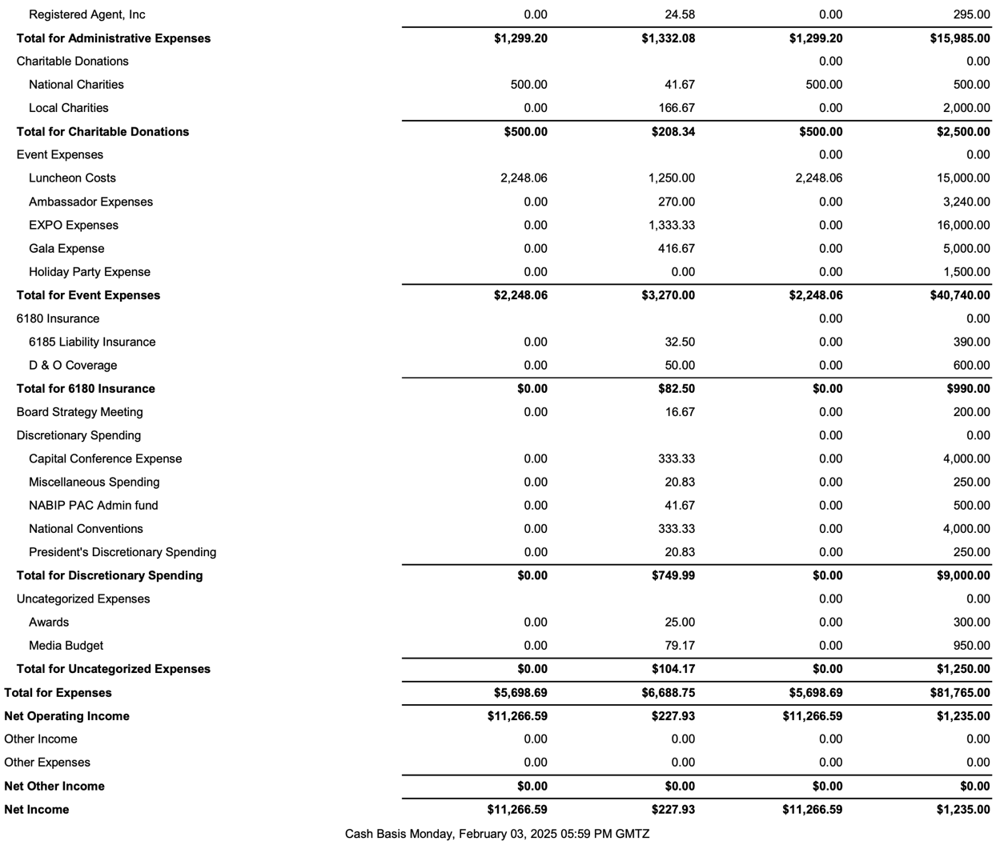 Registered Agent, Inc 0.00 24.58 0.00 295.00
Total for Administrative Expenses $1,299.20 $1,332.08 $1,299.20 $15,985.00
Charitable Donations 0.00 0.00
National Charities 500.00 41.67 500.00 500.00
Local Charities 0.00 166.67 0.00 2,000.00
Total for Charitable Donations $500.00 $208.34 $500.00 $2,500.00
Event Expenses 0.00 0.00
Luncheon Costs 2,248.06 1,250.00 2,248.06 15,000.00
Ambassador Expenses 0.00 270.00 0.00 3,240.00
EXPO Expenses 0.00 1,333.33 0.00 16,000.00
Gala Expense 0.00 416.67 0.00 5,000.00
Holiday Party Expense 0.00 0.00 0.00 1,500.00
Total for Event Expenses $2,248.06 $3,270.00 $2,248.06 $40,740.00
6180 Insurance 0.00 0.00
6185 Liability Insurance 0.00 32.50 0.00 390.00
D & O Coverage 0.00 50.00 0.00 600.00
Total for 6180 Insurance $0.00 $82.50 $0.00 $990.00
Board Strategy Meeting 0.00 16.67 0.00 200.00
Discretionary Spending 0.00 0.00
Capital Conference Expense 0.00 333.33 0.00 4,000.00
Miscellaneous Spending 0.00 20.83 0.00 250.00
NABIP PAC Admin fund 0.00 41.67 0.00 500.00
National Conventions 0.00 333.33 0.00 4,000.00
President's Discretionary Spending 0.00 20.83 0.00 250.00
Total for Discretionary Spending $0.00 $749.99 $0.00 $9,000.00
Uncategorized Expenses 0.00 0.00
Awards 0.00 25.00 0.00 300.00
Media Budget 0.00 79.17 0.00 950.00
Total for Uncategorized Expenses $0.00 $104.17 $0.00 $1,250.00
Total for Expenses $5,698.69 $6,688.75 $5,698.69 $81,765.00
Net Operating Income $11,266.59 $227.93 $11,266.59 $1,235.00
Other Income 0.00 0.00 0.00 0.00
Other Expenses 0.00 0.00 0.00 0.00
Net Other Income $0.00 $0.00 $0.00 $0.00
Net Income $11,266.59 $227.93 $11,266.59 $1,235.00
Cash Basis Monday, February 03, 2025 05:59 PM GMTZ